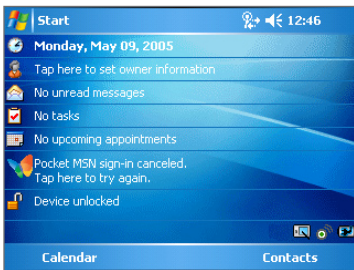 Start 12:46
Monday, May 09, 2005
Tap here to set owner information
No unread messages
No tasks
No upcoming appointments
Pocket MSN sign-in canceled.
Tap here to try again.
Device unlocked
Calendar Contacts